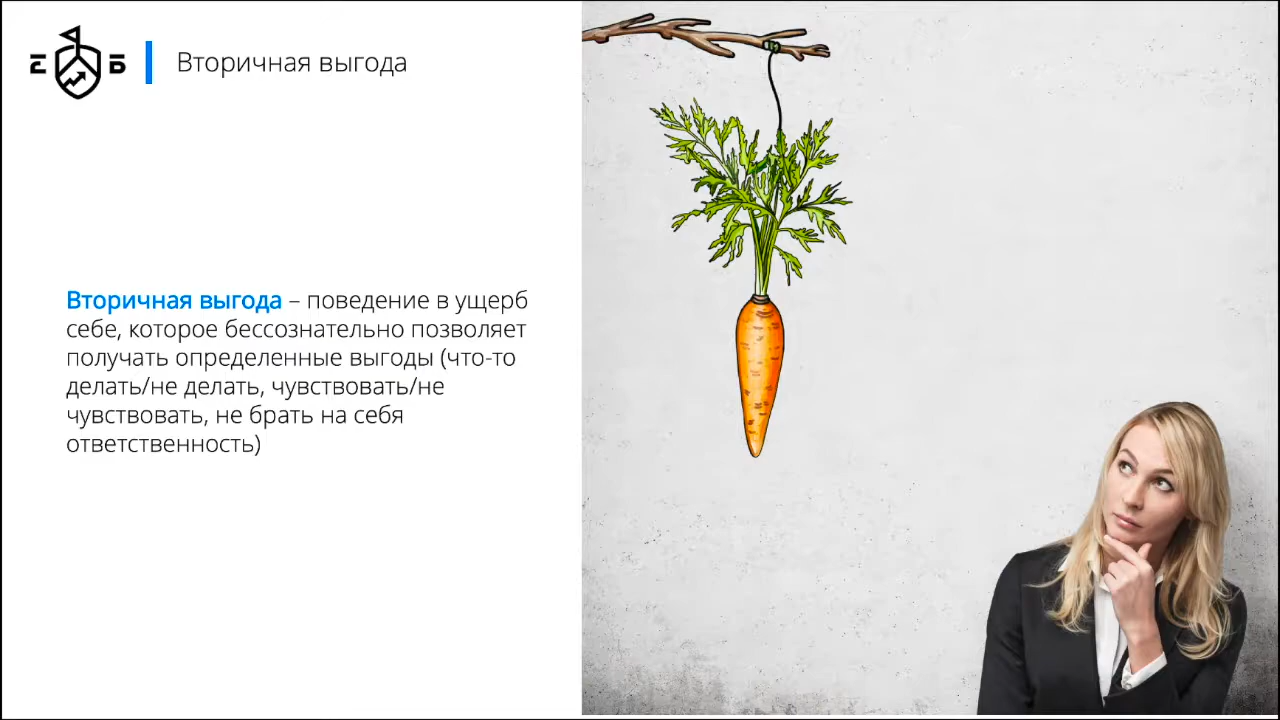 Є Б
Вторичная выгода
Вторичная выгода – поведение в ущерб
себе, которое бессознательно позволяет
получать определенные выгоды (что-то
делать/не делать, чувствовать/не
чувствовать, не брать на себя
ответственность)